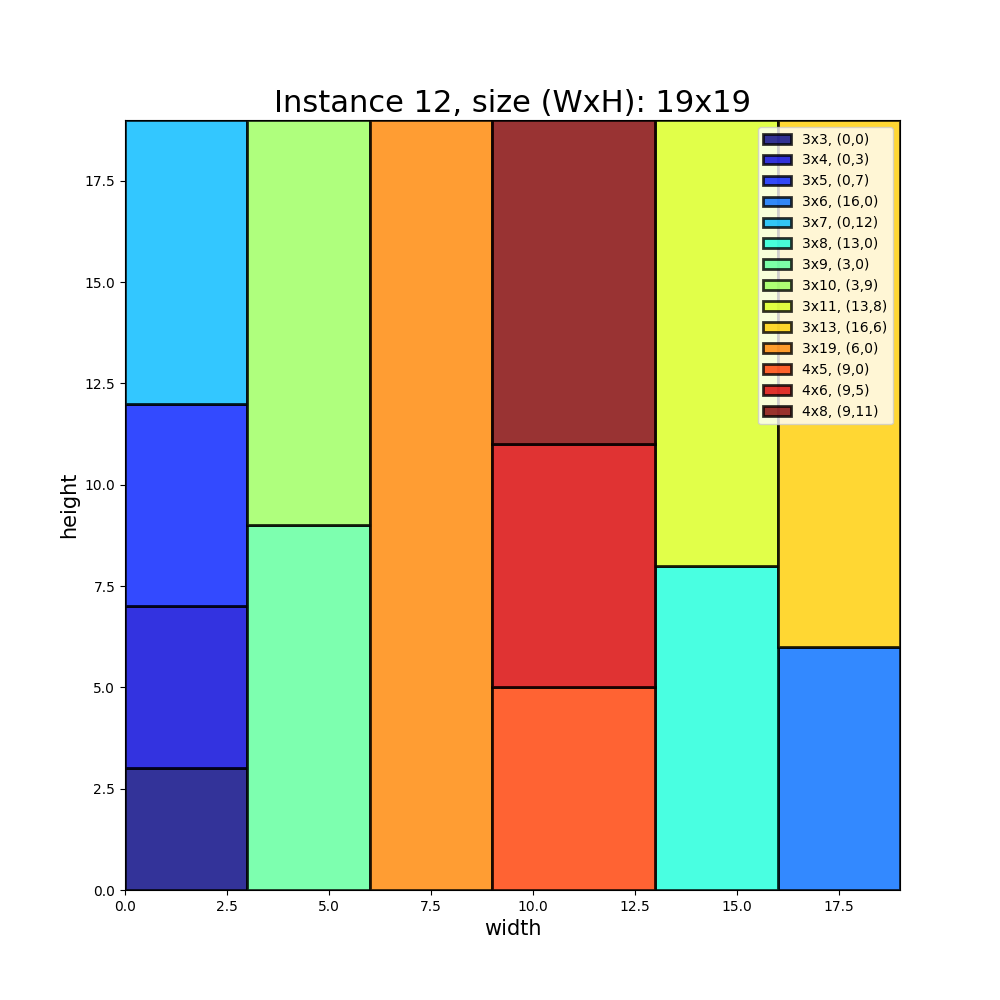 Instance 12, size (WxH): 19x19
3x3, (0,0)
3x4, (0,3)
3x5, (0,7)
3x6, (16,0)
3x7, (0,12)
3x8, (13,0)
3x9, (3,0)
3x10, (3,9)
3x11, (13,8)
3x13, (16,6)
3x19, (6,0)
4x5, (9,0)
4x6, (9,5)
4x8, (9,11)
height
17.5
15.0
12.5
10.0
7.5
5.0
2.5
0.0
0.0 2.5 5.0 7.5 10.0 12.5 15.0 17.5
width